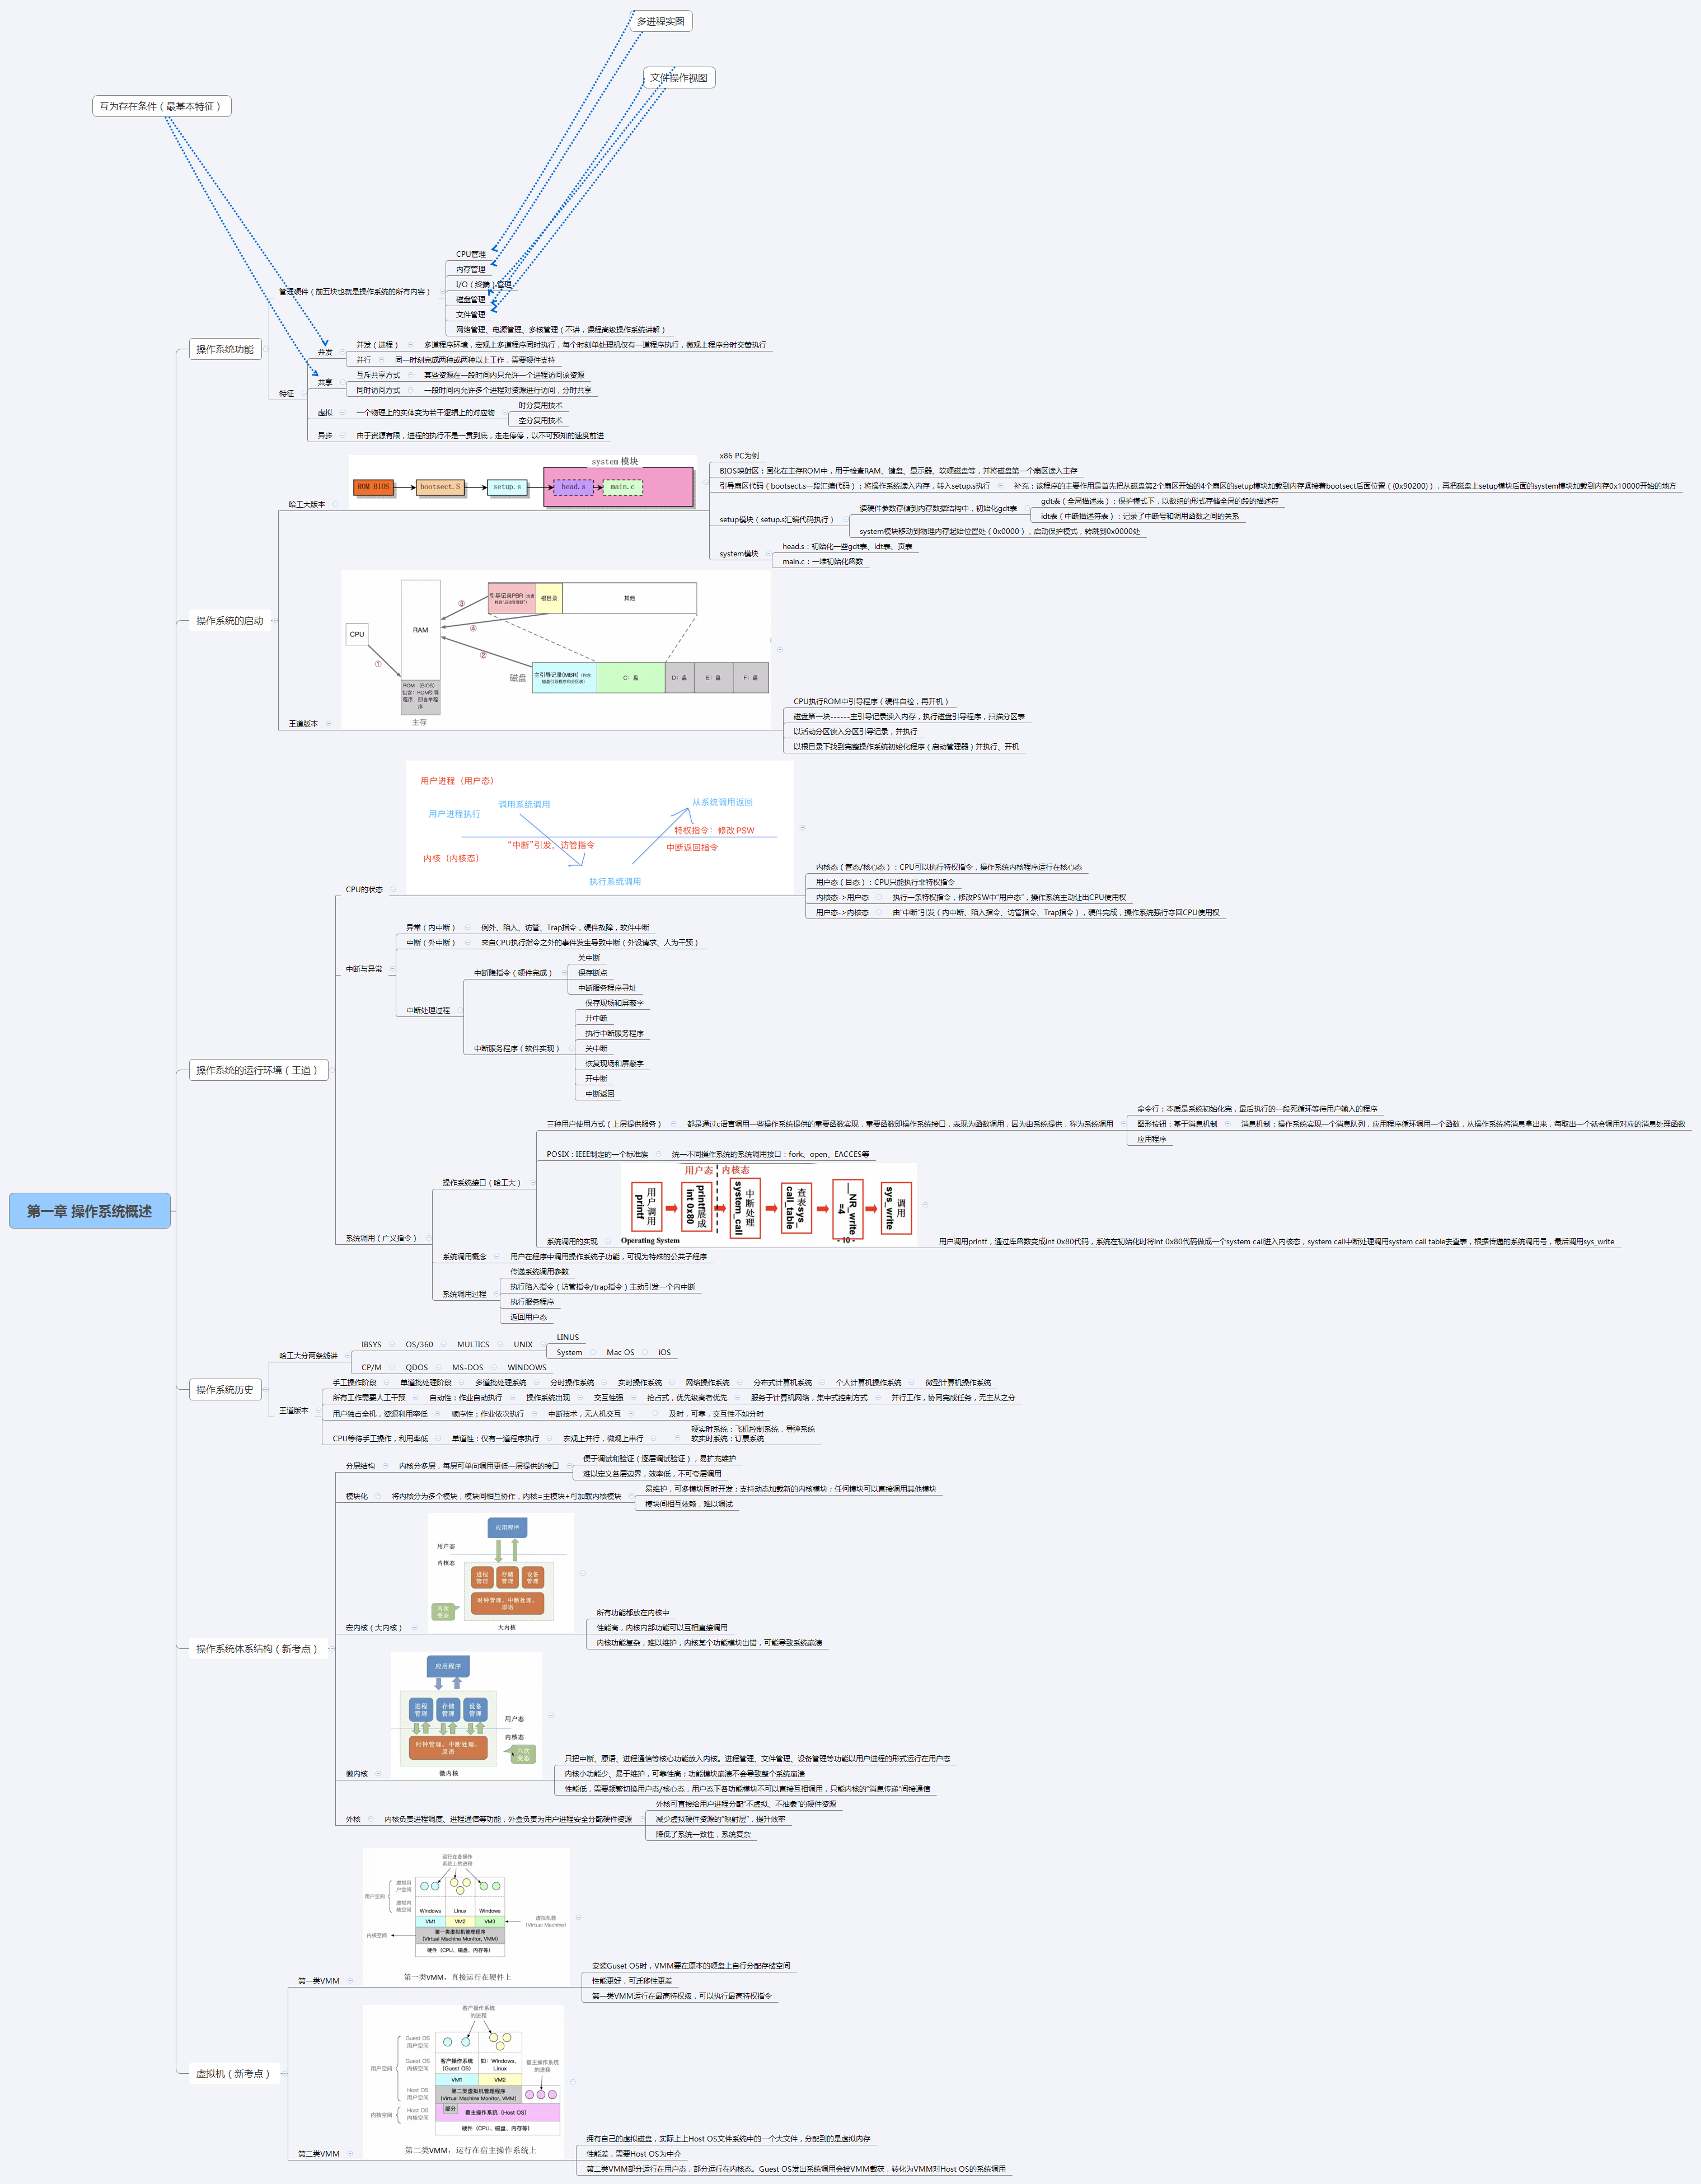 多进程实图
文件操作视图
互为存在条件（最基本特征）
第一章 操作系统概述
操作系统功能
管理硬件（前五块也就是操作系统的所有内容）
CPU管理
内存管理
I/O（终端）管理
磁盘管理
文件管理
网络管理、电源管理、多核管理（不讲，课程高级操作系统讲解）
特征
并发
并发（进程）
多道程序环境，宏观上多道程序同时执行，每个时刻单处理机仅有一道程序执行，微观上程序分时交替执行
并行
同一时刻完成两种或两种以上工作，需要硬件支持
共享
互斥共享方式
某些资源在一段时间内只允许一个进程访问该资源
同时访问方式
一段时间内允许多个进程对资源进行访问，分时共享
虚拟
一个物理上的实体变为若干逻辑上的对应物
时分复用技术
空分复用技术
异步
由于资源有限，进程的执行不是一贯到底，走走停停，以不可预知的速度前进
操作系统的启动
哈工大版本
system 模块
ROM BIOS
bootsect.S
setup.s
head.s
main.c
x86 PC为例
BIOS映射区：固化在主存ROM中，用于检查RAM、键盘、显示器、软硬磁盘等，并将磁盘第一个扇区读入主存
引导扇区代码（bootsect.s一段汇编代码）：将操作系统读入内存，转入setup.s执行
补充：该程序的主要作用是首先把从磁盘第2个扇区开始的4个扇区的setup模块加载到内存紧接着bootsect后面位置（(0x90200)），再把磁盘上setup模块后面的system模块加载到内存0x10000开始的地方
setup模块（setup.s汇编代码执行）
读硬件参数存储到内存数据结构中，初始化gdt表
gdt表（全局描述表）：保护模式下，以数组的形式存储全局的段的描述符
idt表（中断描述符表）：记录了中断号和调用函数之间的关系
system模块移动到物理内存起始位置处（0x0000），启动保护模式，转跳到0x0000处
system模块
head.s：初始化一些gdt表、idt表、页表
main.c：一堆初始化函数
王道版本
CPU
RAM
ROM （BIOS）
包含：ROM引导
程序，即自举程
序
主存
①
②
③
④
引导记录PBR
根目录
其他
磁盘
主引导记录(MBR)（包含：
磁盘引导程序和分区表）
C：盘
D：盘
E：盘
F：盘
CPU执行ROM中引导程序（硬件自检，再开机）
磁盘第一块------主引导记录读入内存，执行磁盘引导程序，扫描分区表
以活动分区读入分区引导记录，并执行
以根目录下找到完整操作系统初始化程序（启动管理器）并执行、开机
操作系统的运行环境（王道）
CPU的状态
用户进程（用户态）
用户进程执行
调用系统调用
从系统调用返回
特权指令：修改 PSW
“中断”引发、访管指令
中断返回指令
内核（内核态）
执行系统调用
内核态（管态/核心态）：CPU可以执行特权指令，操作系统内核程序运行在核心态
用户态（目态）：CPU只能执行非特权指令
内核态->用户态
执行一条特权指令，修改PSW中“用户态”，操作系统主动让出CPU使用权
用户态->内核态
由“中断”引发（内中断、陷入指令、访管指令、Trap指令），硬件完成，操作系统强行夺回CPU使用权
中断与异常
异常（内中断）
例外、陷入、访管、Trap指令，硬件故障，软件中断
中断（外中断）
来自CPU执行指令之外的事件发生导致中断（外设请求、人为干预）
中断处理过程
中断隐指令（硬件完成）
关中断
保存断点
中断服务程序寻址
中断服务程序（软件实现）
保存现场和屏蔽字
开中断
执行中断服务程序
关中断
恢复现场和屏蔽字
开中断
中断返回
系统调用（广义指令）
操作系统接口（哈工大）
三种用户使用方式（上层提供服务）
都是通过c语言调用一些操作系统提供的重要函数实现，重要函数即操作系统接口，表现为函数调用，因为由系统提供，称为系统调用
命令行：本质是系统初始化完，最后执行的一段死循环等待用户输入的程序
图形按钮：基于消息机制
消息机制：操作系统实现一个消息队列，应用程序循环调用一个函数，从操作系统将消息拿出来，每取出一个就会调用对应的消息处理函数
应用程序
POSIX：IEEE制定的一个标准族
统一不同操作系统的系统调用接口：fork、open、EACCES等
系统调用的实现
用户态
内核态
用户调用
printf
printf展成
int 0x80
中断处理
system_call
查表sys_
call_table
__NR_write
=4
调用
sys_write
Operating System
- 10 -
用户调用printf，通过库函数变成int 0x80代码，系统在初始化时将int 0x80代码做成一个system call进入内核态，system call中断处理调用system call table去查表，根据传递的系统调用号，最后调用sys_write
系统调用概念
用户在程序中调用操作系统子功能，可视为特殊的公共子程序
系统调用过程
传递系统调用参数
执行陷入指令（访管指令/trap指令）主动引发一个内中断
执行服务程序
返回用户态
操作系统历史
哈工大分两条线讲
IBSYS
OS/360
MULTICS
UNIX
LINUS
System
Mac OS
iOS
CP/M
QDOS
MS-DOS
WINDOWS
王道版本
手工操作阶段
单道批处理阶段
多道批处理系统
分时操作系统
实时操作系统
网络操作系统
分布式计算机系统
个人计算机操作系统
微型计算机操作系统
所有工作需要人工干预
自动性：作业自动执行
操作系统出现
交互性强
抢占式，优先级高者优先
服务于计算机网络，集中式控制方式
并行工作，协同完成任务，无主从之分
用户独占全机，资源利用率低
顺序性：作业依次执行
中断技术，无人机交互
及时，可靠，交互性不如分时
CPU等待手工操作，利用率低
单道性：仅有一道程序执行
宏观上并行，微观上串行
硬实时系统：飞机控制系统，导弹系统
软实时系统：订票系统
操作系统体系结构（新考点）
分层结构
内核分多层，每层可单向调用更低一层提供的接口
便于调试和验证（逐层调试验证），易扩充维护
难以定义各层边界，效率低，不可夸层调用
模块化
将内核分为多个模块，模块间相互协作，内核=主模块+可加载内核模块
易维护，可多模块同时开发；支持动态加载新的内核模块；任何模块可以直接调用其他模块
模块间相互依赖，难以调试
宏内核（大内核）
应用程序
用户态
内核态
进程
管理
存储
管理
设备
管理
时钟管理、中断处理、
原语
两次
变态
大内核
所有功能都放在内核中
性能高，内核内部功能可以互相直接调用
内核功能复杂，难以维护，内核某个功能模块出错，可能导致系统崩溃
微内核
应用程序
进程
管理
存储
管理
设备
管理
用户态
内核态
时钟管理、中断处理、
原语
六次
变态
微内核
只把中断、原语、进程通信等核心功能放入内核。进程管理、文件管理、设备管理等功能以用户进程的形式运行在用户态
内核小功能少、易于维护，可靠性高；功能模块崩溃不会导致整个系统崩溃
性能低，需要频繁切换用户态/核心态，用户态下各功能模块不可以直接互相调用，只能内核的“消息传递”间接通信
外核
内核负责进程调度、进程通信等功能，外盒负责为用户进程安全分配硬件资源
外核可直接给用户进程分配“不虚拟、不抽象”的硬件资源
减少虚拟硬件资源的“映射层”，提升效率
降低了系统一致性，系统复杂
虚拟机（新考点）
第一类VMM
运行在各操作
系统上的进程
用户空间
虚拟用
户空间
虚拟内
核空间
Windows
Linux
Windows
VM1
VM2
VM3
虚拟机器
(Virtual Machine)
第一类虚拟机管理程序
(Virtual Machine Monitor, VMM)
内核空间
硬件（CPU、磁盘、内存等）
第一类VMM，直接运行在硬件上
安装Guset OS时，VMM要在原本的硬盘上自行分配存储空间
性能更好，可迁移性更差
第一类VMM运行在最高特权级，可以执行最高特权指令
第二类VMM
客户操作系统
的进程
用户空间
Guest OS
用户空间
Guest OS
内核空间
客户操作系统
(Guest OS)
如：Windows、
Linux
宿主操作系统
的进程
VM1
VM2
Host OS
用户空间
第二类虚拟机管理程序
(Virtual Machine Monitor, VMM)
内核空间
Host OS
内核空间
部分
宿主操作系统（Host OS）
硬件（CPU、磁盘、内存等）
第二类VMM，运行在宿主操作系统上
拥有自己的虚拟磁盘，实际上上Host OS文件系统中的一个大文件，分配到的是虚拟内存
性能差，需要Host OS为中介
第二类VMM部分运行在用户态，部分运行在内核态。Guest OS发出系统调用会被VMM截获，转化为VMM对Host OS的系统调用